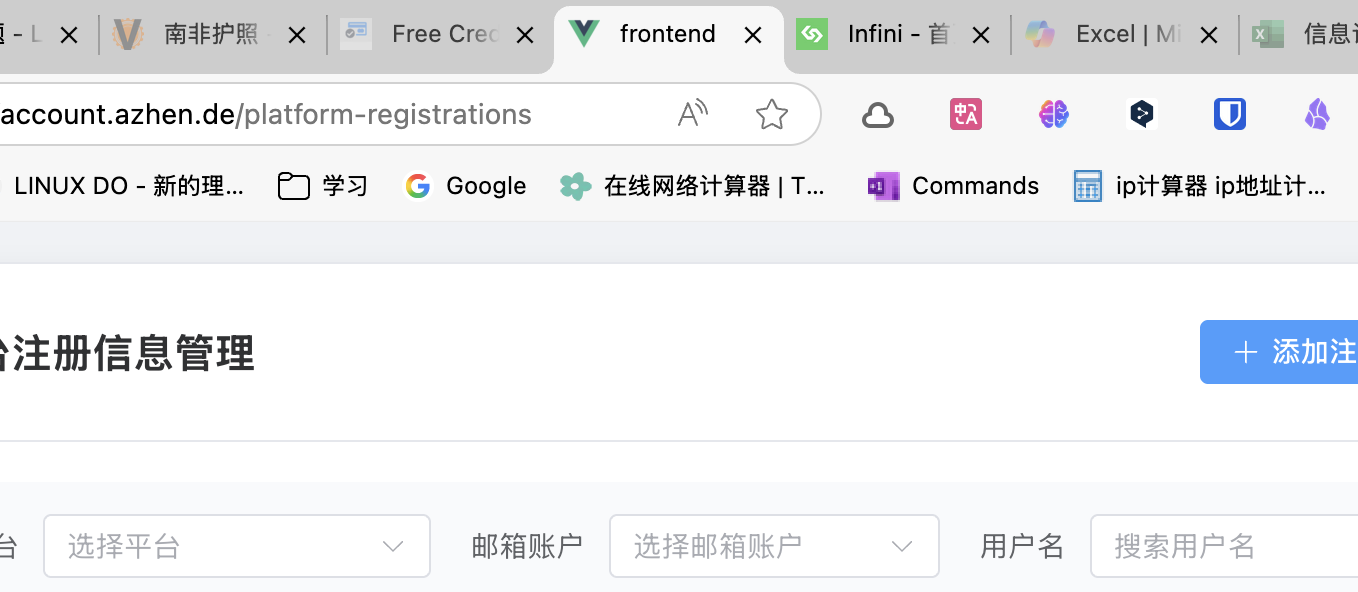 - L 南非护照 - Free Cred frontend Infini - 首 Excel | Mi 信息
account.azhen.de/platform-registrations
LINUX DO - 新的理... 学习 Google 在线网络计算器 | T... Commands ip计算器 ip地址计...
台注册信息管理 添加注
台 选择平台 邮箱账户 选择邮箱账户 用户名 搜索用户名